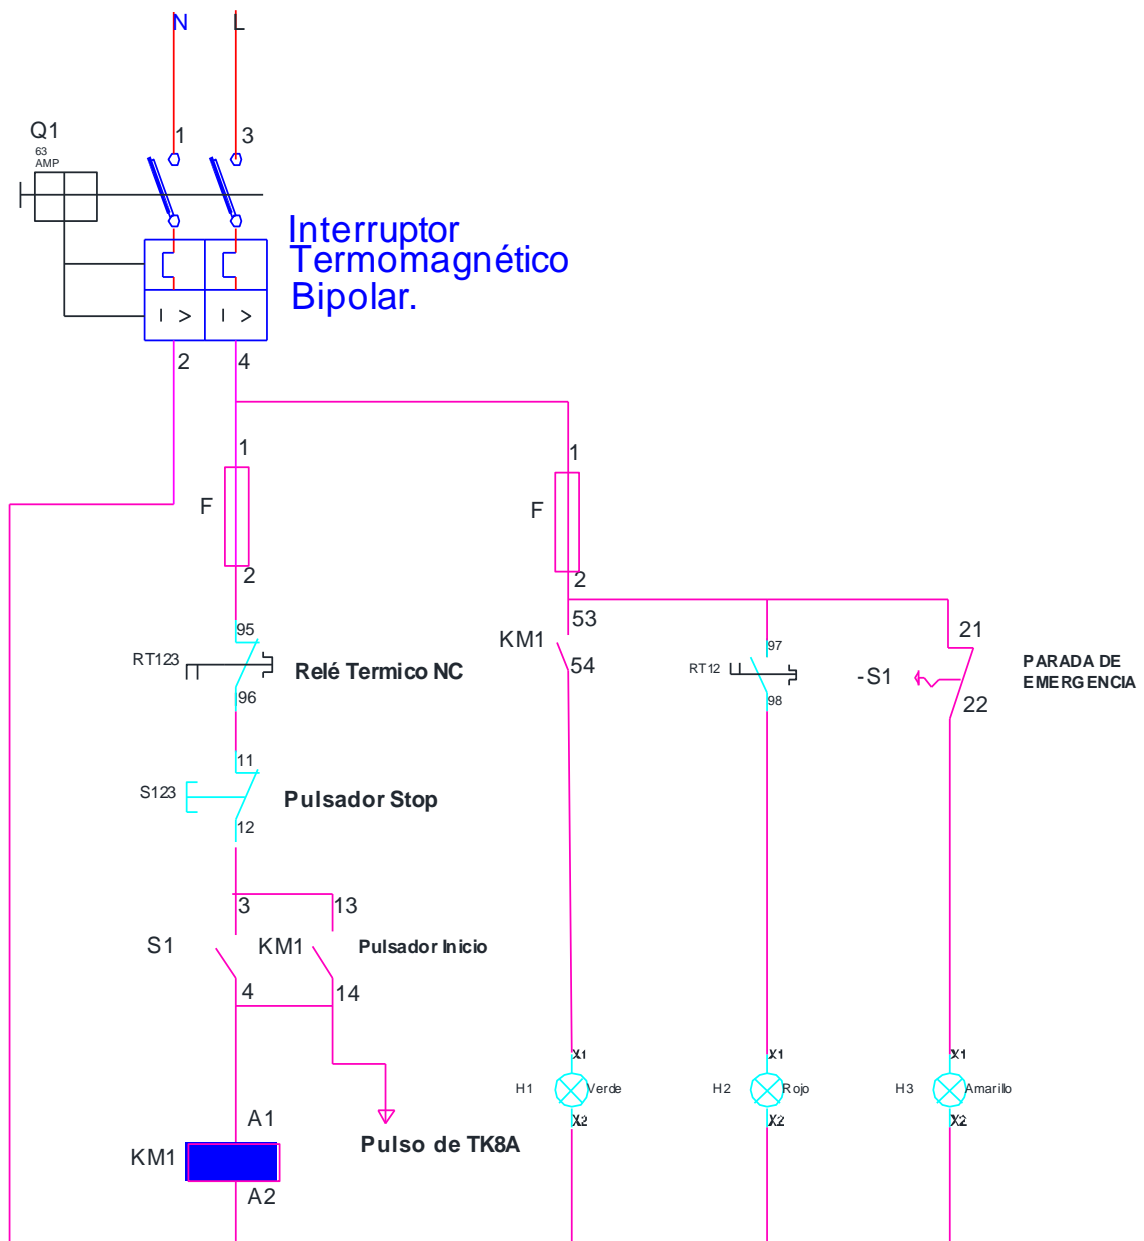 N L
Q1
63
AMP
1 3
Interruptor
Termomagnético
Bipolar.
I > I >
2 4
1 1
F F
2 2
95
RT123 Relé Termico NC
96
53
KM1
54
97
RT12
98
21
-S1
22
PARADA DE
EMERGENCIA
11
S123 Pulsador Stop
12
3 13
S1 KM1 Pulsador Inicio
4 14
X1 X1 X1
H1 Verde H2 Rojo H3 Amarillo
X2 X2 X2
A1
KM1
A2
Pulso de TK8A